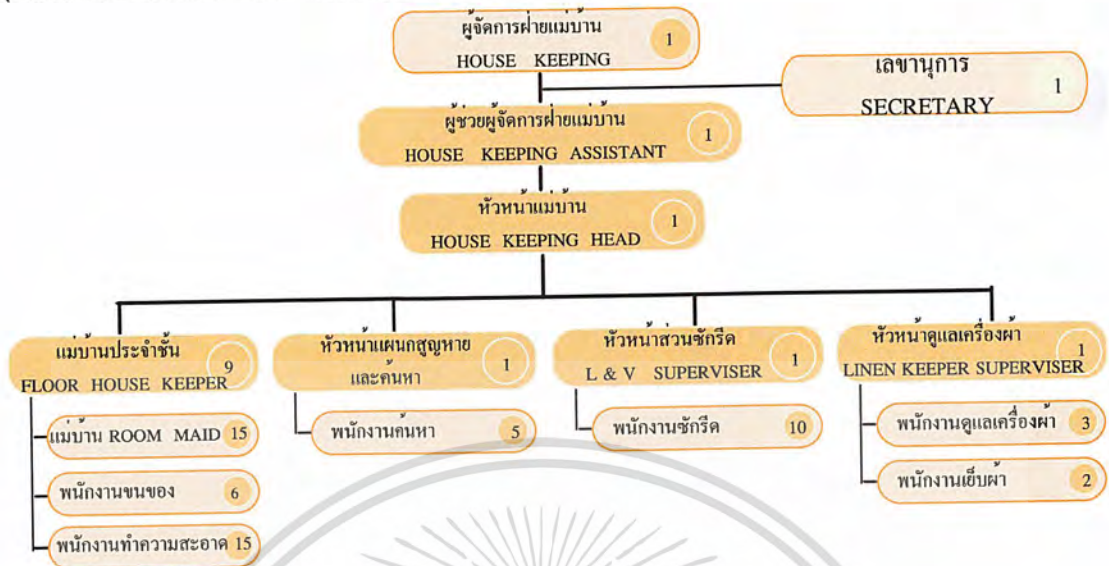 ผู้จัดการฝ่ายแม่บ้าน
HOUSE KEEPING
1
เลขานุการ
SECRETARY
1
ผู้ช่วยผู้จัดการฝ่ายแม่บ้าน
HOUSE KEEPING ASSISTANT
1
หัวหน้าแม่บ้าน
HOUSE KEEPING HEAD
1
แม่บ้านประจำชั้น
FLOOR HOUSE KEEPER
9
แม่บ้าน ROOM MAID 15
พนักงานขนของ 6
พนักงานทำความสะอาด 15
หัวหน้าแผนกสูญหาย
และค้นหา
1
พนักงานค้นหา 5
หัวหน้าส่วนซักรีด
L & V SUPERVISER
1
พนักงานซักรีด 10
หัวหน้าดูแลเครื่องผ้า
LINEN KEEPER SUPERVISER
1
พนักงานดูแลเครื่องผ้า 3
พนักงานเย็บผ้า 2